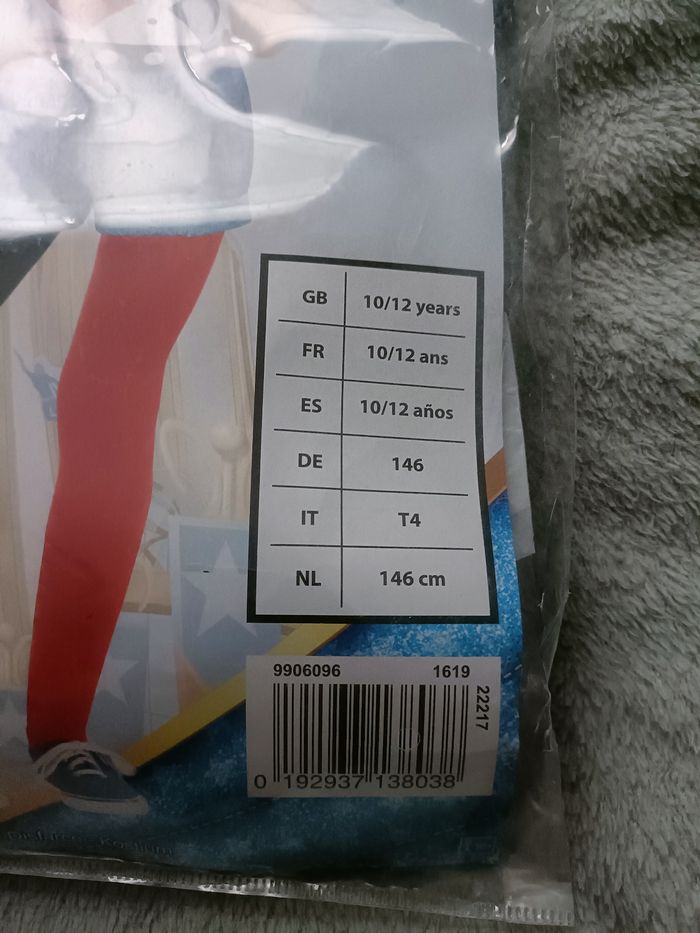 GB 10/12 years
FR 10/12 ans
ES 10/12 años
DE 146
IT T4
NL 146 cm
9906096 1619
22217
0 192937 138038